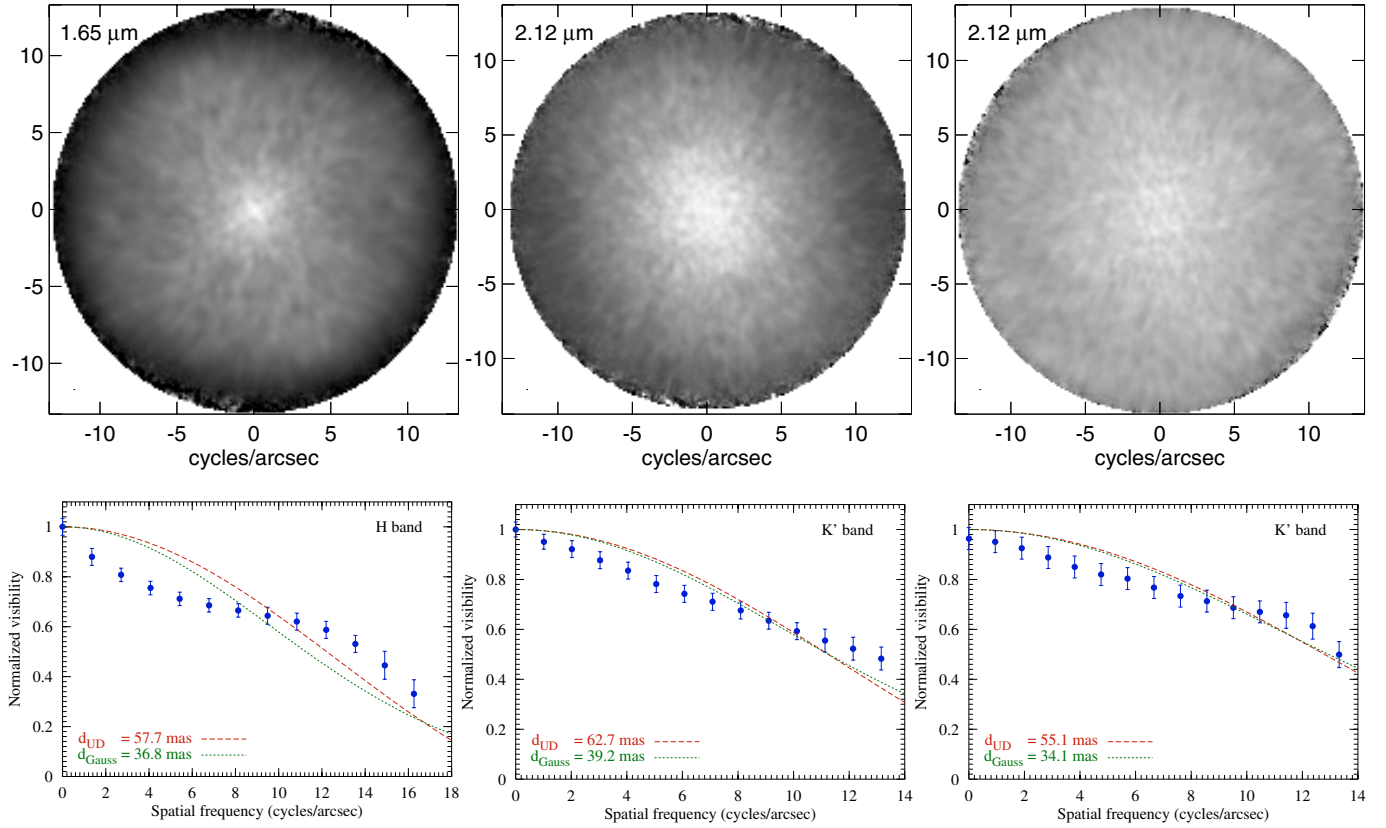 1.65 μm
10
5
0
-5
-10
-10 -5 0 5 10
cycles/arcsec
2.12 μm
10
5
0
-5
-10
-10 -5 0 5 10
cycles/arcsec
2.12 μm
10
5
0
-5
-10
-10 -5 0 5 10
cycles/arcsec
H band
Normalized visibility
1
0.8
0.6
0.4
0.2
0
d_UD = 57.7 mas
d_Gauss = 36.8 mas
0 2 4 6 8 10 12 14 16 18
Spatial frequency (cycles/arcsec)
K' band
Normalized visibility
1
0.8
0.6
0.4
0.2
0
d_UD = 62.7 mas
d_Gauss = 39.2 mas
0 2 4 6 8 10 12 14
Spatial frequency (cycles/arcsec)
K' band
Normalized visibility
1
0.8
0.6
0.4
0.2
0
d_UD = 55.1 mas
d_Gauss = 34.1 mas
0 2 4 6 8 10 12 14
Spatial frequency (cycles/arcsec)